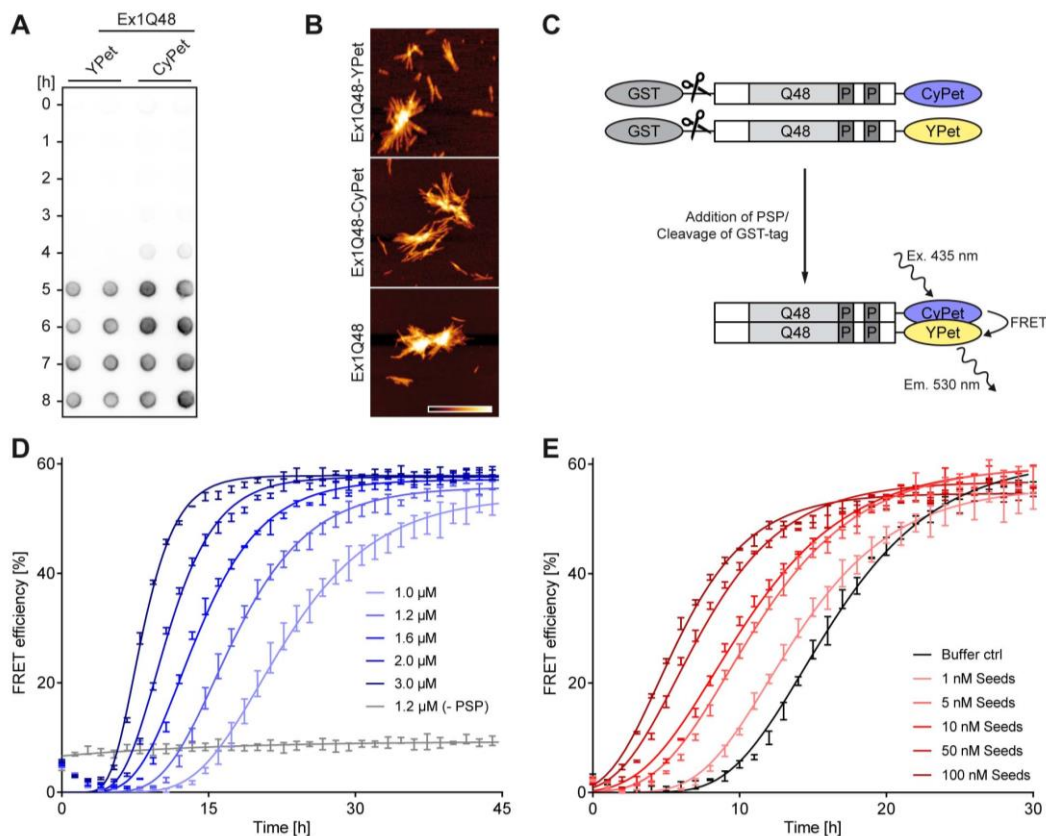 A
Ex1Q48
YPet CyPet
[h]
0
1
2
3
4
5
6
7
8
B
Ex1Q48-YPet
Ex1Q48-CyPet
Ex1Q48
C
GST Q48 P P CyPet
GST Q48 P P YPet
Addition of PSP/
Cleavage of GST-tag
Ex. 435 nm
Q48 P P CyPet
Q48 P P YPet
FRET
Em. 530 nm
D
FRET efficiency [%]
60
40
20
0
1.0 µM
1.2 µM
1.6 µM
2.0 µM
3.0 µM
1.2 µM (- PSP)
0 15 30 45
Time [h]
E
FRET efficiency [%]
60
40
20
0
Buffer ctrl
1 nM Seeds
5 nM Seeds
10 nM Seeds
50 nM Seeds
100 nM Seeds
0 10 20 30
Time [h]